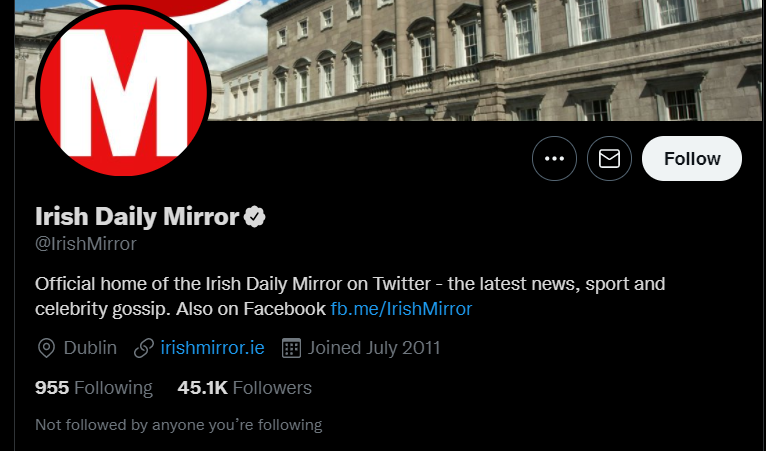 M
Follow
Irish Daily Mirror
@IrishMirror
Official home of the Irish Daily Mirror on Twitter - the latest news, sport and
celebrity gossip. Also on Facebook fb.me/IrishMirror
Dublin irishmirror.ie Joined July 2011
955 Following 45.1K Followers
Not followed by anyone you’re following